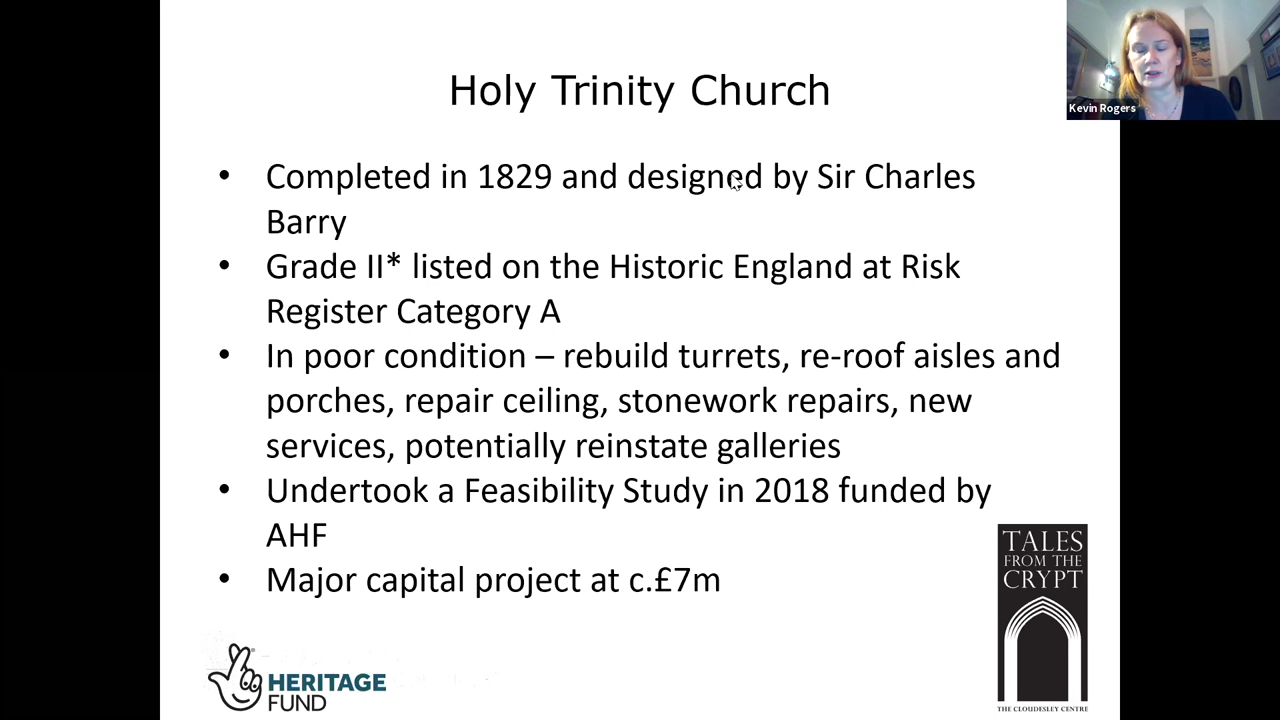 Holy Trinity Church
Kevin Rogers
• Completed in 1829 and designed by Sir Charles
Barry
• Grade II* listed on the Historic England at Risk
Register Category A
• In poor condition – rebuild turrets, re-roof aisles and
porches, repair ceiling, stonework repairs, new
services, potentially reinstate galleries
• Undertook a Feasibility Study in 2018 funded by
AHF
• Major capital project at c.£7m
TALES
FROM THE
CRYPT
THE CLOUDESLEY CENTRE
HERITAGE
FUND